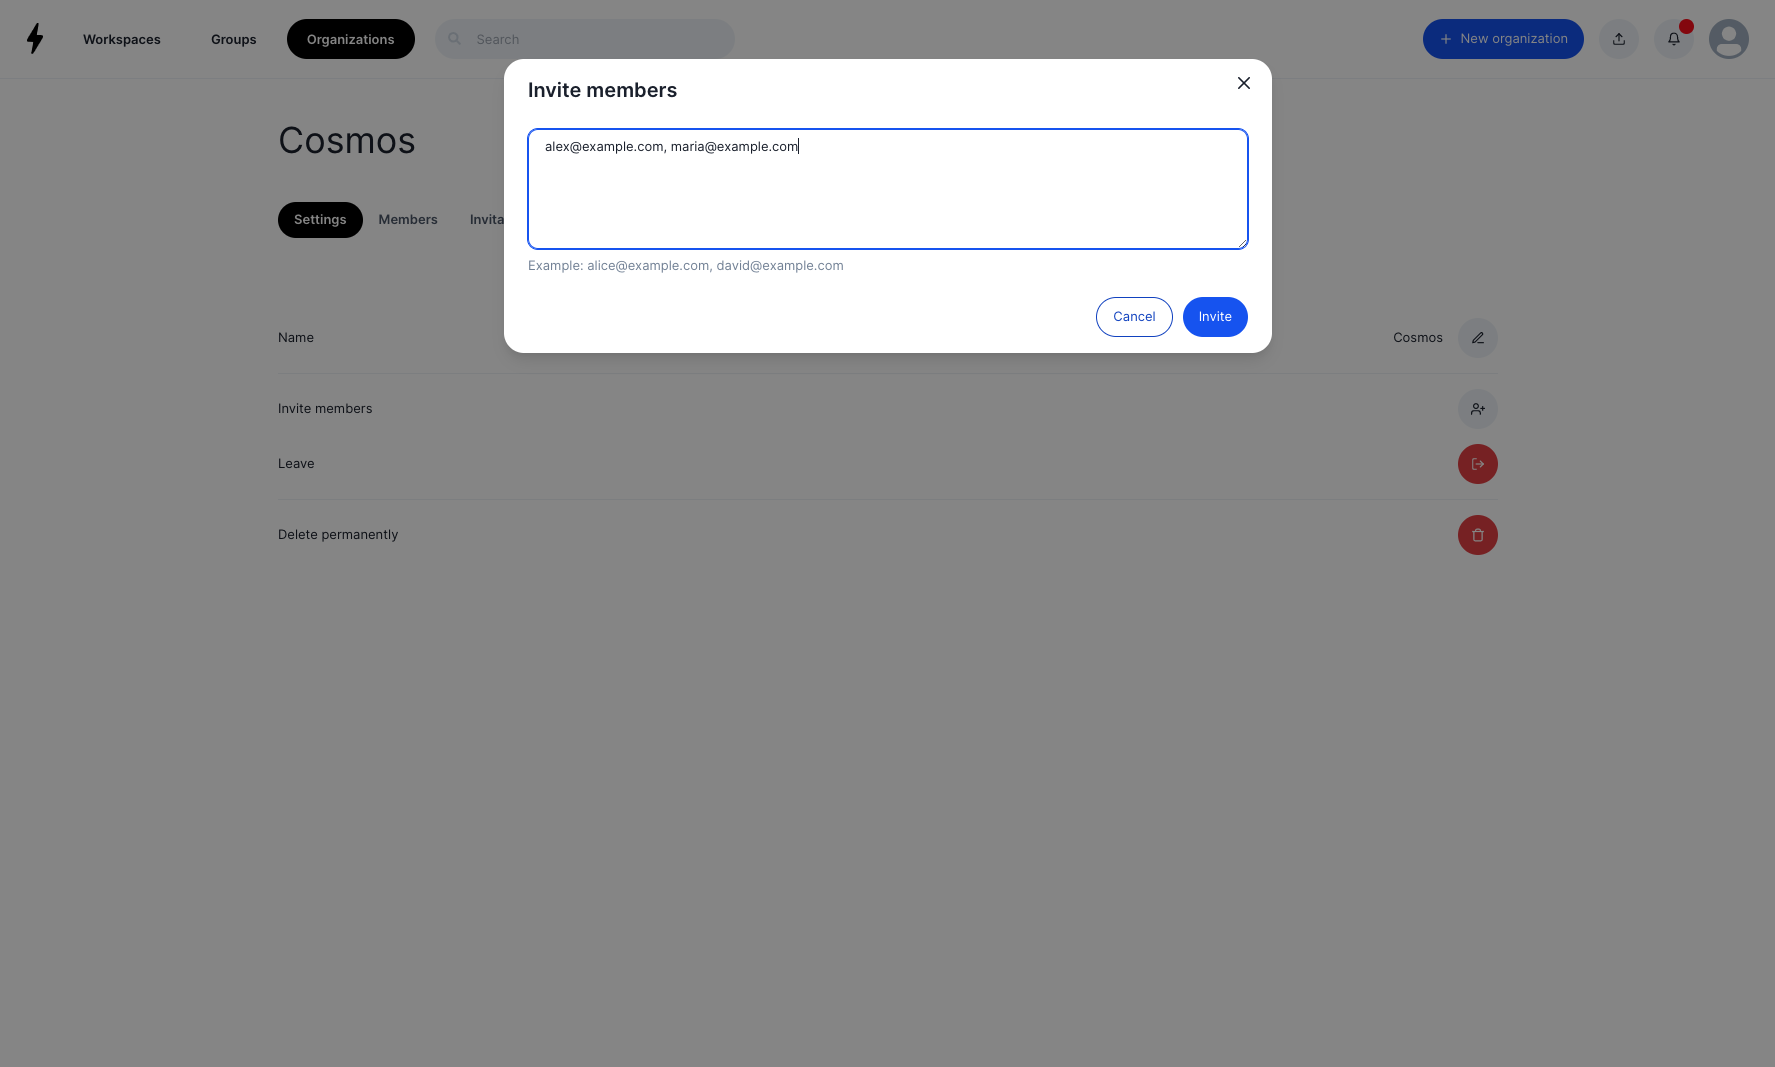 Workspaces Groups Organizations Search New organization
Invite members
Cosmos
alex@example.com, maria@example.com
Settings Members Invita
Example: alice@example.com, david@example.com
Cancel Invite
Name Cosmos
Invite members
Leave
Delete permanently